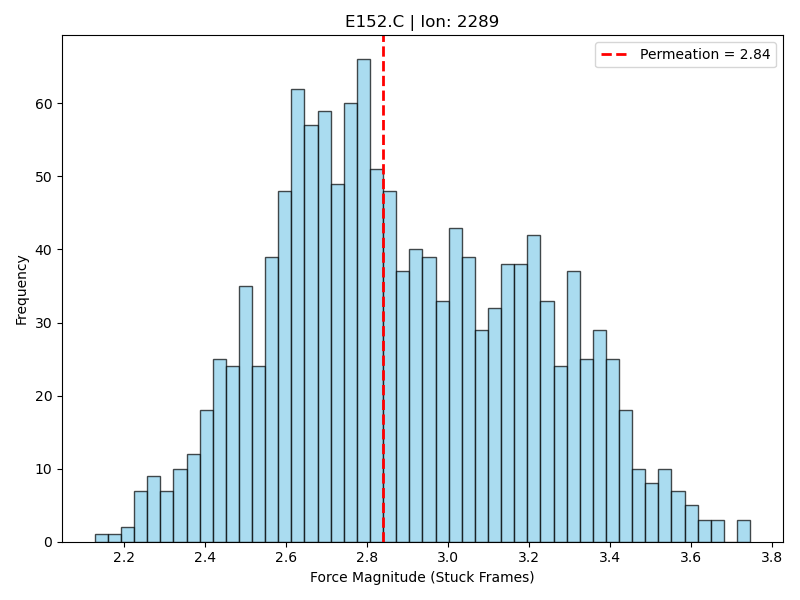 E152.C | Ion: 2289
Permeation = 2.84
Frequency
60
50
40
30
20
10
0
2.2 2.4 2.6 2.8 3.0 3.2 3.4 3.6 3.8
Force Magnitude (Stuck Frames)